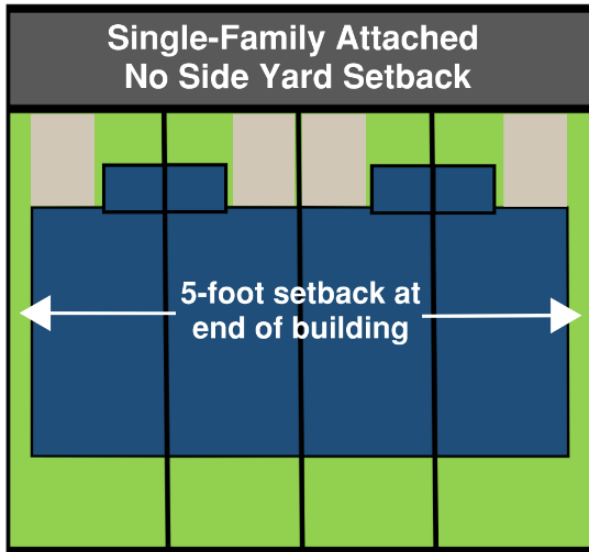 Single-Family Attached
No Side Yard Setback
5-foot setback at
end of building